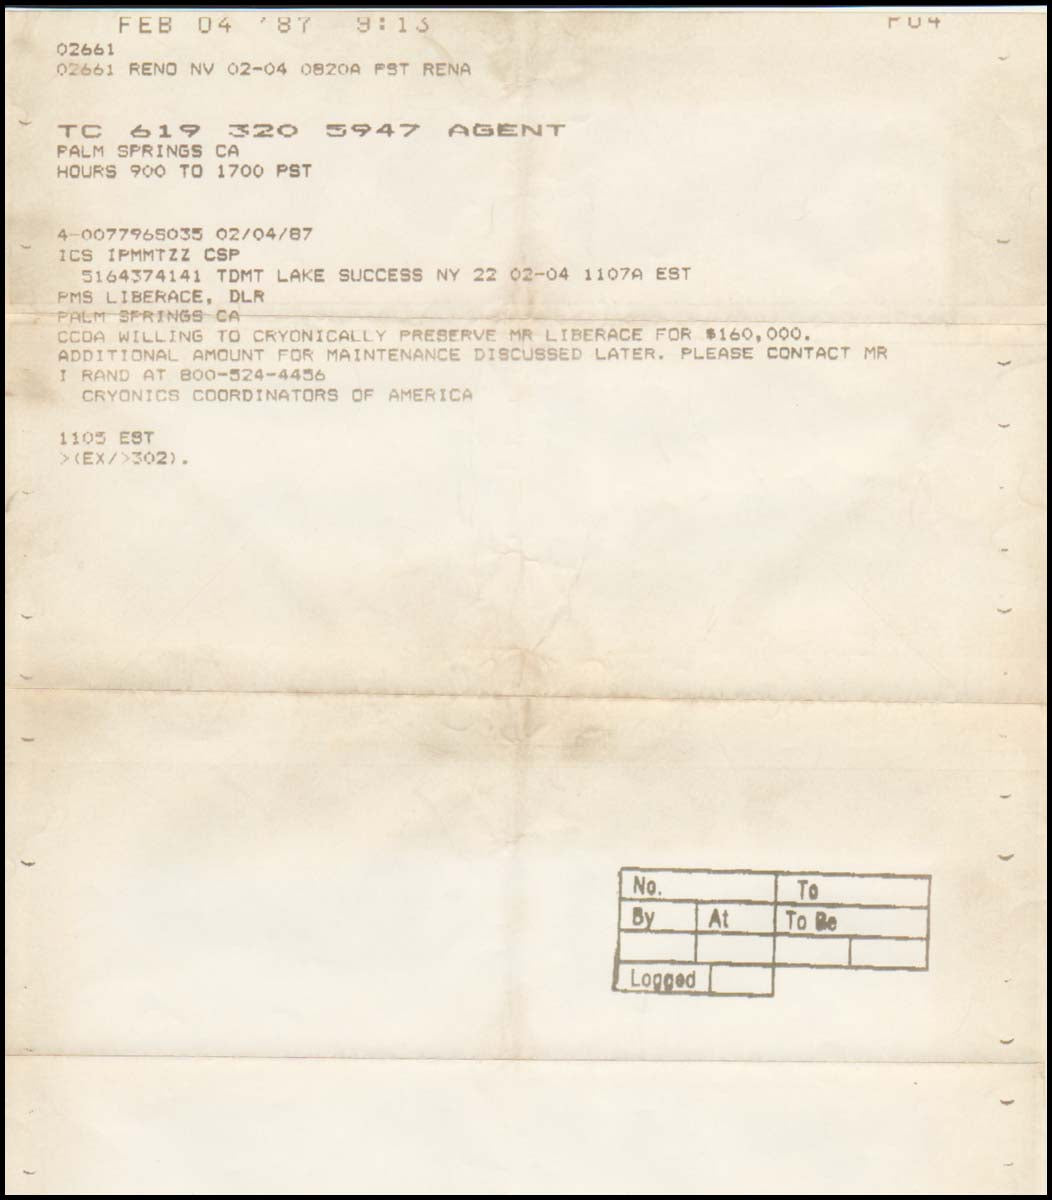 FEB 04 '87 9:13 P04
02661
02661 RENO NV 02-04 0820A PST RENA
TC 619 320 5947 AGENT
PALM SPRINGS CA
HOURS 900 TO 1700 PST
4-0077965035 02/04/87
ICS IPMMTZZ CSP
5164374141 TDMT LAKE SUCCESS NY 22 02-04 1107A EST
PMS LIBERACE, DLR
PALM SPRINGS CA
CCOA WILLING TO CRYONICALLY PRESERVE MR LIBERACE FOR $160,000.
ADDITIONAL AMOUNT FOR MAINTENANCE DISCUSSED LATER. PLEASE CONTACT MR
I RAND AT 800-524-4456
CRYONICS COORDINATORS OF AMERICA
1105 EST
>(EX/>302).
No. To
By At To Be
Logged